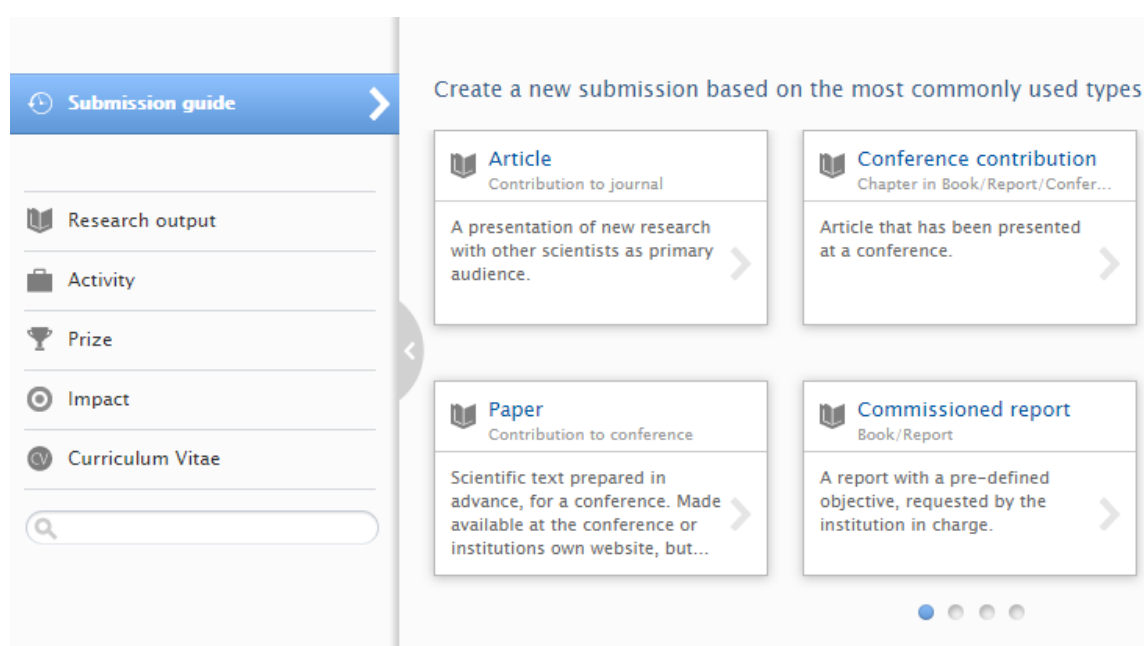 Submission guide
Research output
Activity
Prize
Impact
CV
Curriculum Vitae
Create a new submission based on the most commonly used types
Article
Contribution to journal
A presentation of new research
with other scientists as primary
audience.
Conference contribution
Chapter in Book/Report/Confer...
Article that has been presented
at a conference.
Paper
Contribution to conference
Scientific text prepared in
advance, for a conference. Made
available at the conference or
institutions own website, but...
Commissioned report
Book/Report
A report with a pre-defined
objective, requested by the
institution in charge.